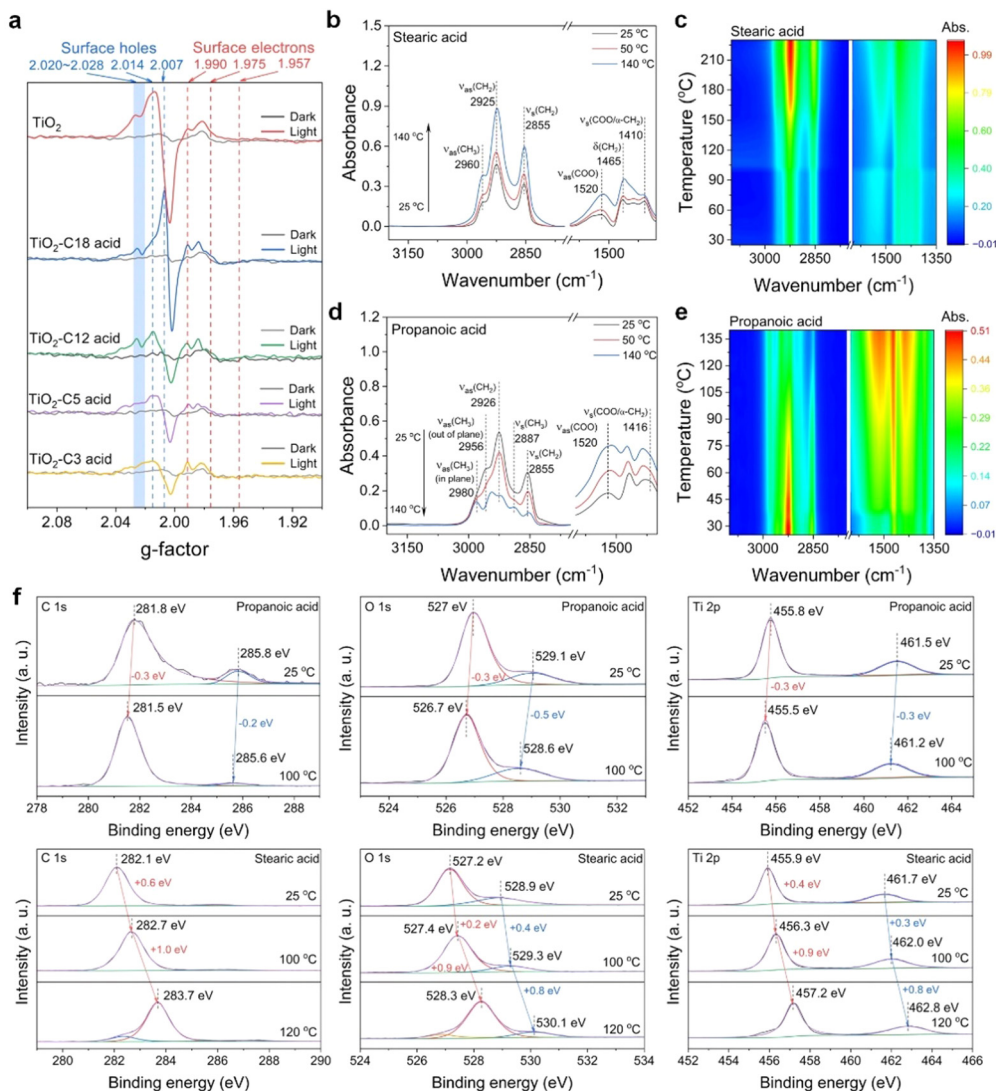 a
Surface holes
Surface electrons
2.020~2.028
2.014
2.007
1.990
1.975
1.957
TiO2
Dark
Light
TiO2-C18 acid
Dark
Light
TiO2-C12 acid
Dark
Light
TiO2-C5 acid
Dark
Light
TiO2-C3 acid
Dark
Light
2.08 2.04 2.00 1.96 1.92
g-factor
b
Stearic acid
25 °C
50 °C
140 °C
νas(CH2)
2925
νs(CH2)
2855
νas(CH3)
2960
140 °C
25 °C
νs(COO/α-CH2)
1410
δ(CH2)
1465
νas(COO)
1520
1.5
1.2
0.9
0.6
0.3
0.0
Absorbance
3150 3000 2850 1500
Wavenumber (cm-1)
c
Stearic acid
Abs.
210
180
150
120
90
60
30
Temperature (°C)
3000 2850 1500 1350
Wavenumber (cm-1)
0.99
0.79
0.60
0.40
0.20
-0.01
d
Propanoic acid
25 °C
50 °C
140 °C
νas(CH2)
2926
νas(CH3)
(out of plane)
2956
νs(CH3)
2887
νs(CH2)
2855
νas(CH3)
(in plane)
2980
25 °C
140 °C
νs(COO/α-CH2)
1416
νas(COO)
1520
1.2
1.0
0.8
0.6
0.4
0.2
0.0
Absorbance
3150 3000 2850 1500
Wavenumber (cm-1)
e
Propanoic acid
Abs.
135
120
105
90
75
60
45
30
Temperature (°C)
3000 2850 1500 1350
Wavenumber (cm-1)
0.51
0.44
0.38
0.31
0.25
0.18
0.12
0.05
-0.01
f
C 1s
281.8 eV
Propanoic acid
285.8 eV
25 °C
-0.3 eV
281.5 eV
-0.2 eV
285.6 eV
100 °C
Intensity (a. u.)
278 280 282 284 286 288
Binding energy (eV)
O 1s
527 eV
Propanoic acid
529.1 eV
25 °C
-0.3 eV
526.7 eV
-0.5 eV
528.6 eV
100 °C
Intensity (a. u.)
524 526 528 530 532
Binding energy (eV)
Ti 2p
455.8 eV
Propanoic acid
461.5 eV
25 °C
-0.3 eV
455.5 eV
-0.3 eV
461.2 eV
100 °C
Intensity (a. u.)
452 454 456 458 460 462 464
Binding energy (eV)
C 1s
282.1 eV
Stearic acid
+0.6 eV
25 °C
282.7 eV
+1.0 eV
100 °C
283.7 eV
120 °C
Intensity (a. u.)
280 282 284 286 288 290
Binding energy (eV)
O 1s
527.2 eV
Stearic acid
528.9 eV
25 °C
+0.2 eV
+0.4 eV
527.4 eV
529.3 eV
+0.9 eV
100 °C
+0.8 eV
528.3 eV
530.1 eV
120 °C
Intensity (a. u.)
524 526 528 530 532 534
Binding energy (eV)
Ti 2p
455.9 eV
Stearic acid
461.7 eV
25 °C
+0.4 eV
+0.3 eV
456.3 eV
462.0 eV
+0.9 eV
100 °C
+0.8 eV
457.2 eV
462.8 eV
120 °C
Intensity (a. u.)
452 454 456 458 460 462 464 466
Binding energy (eV)